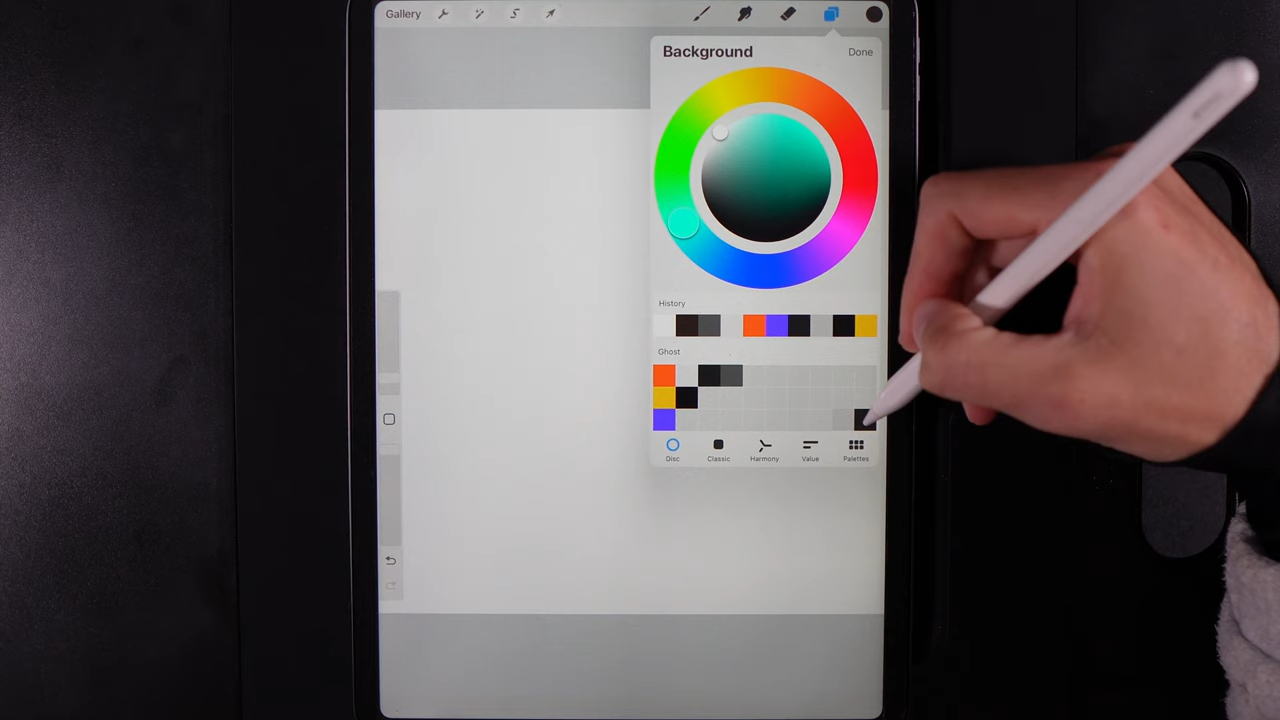 Gallery
Background Done
History
Ghost
Disc Classic Harmony Value Palettes